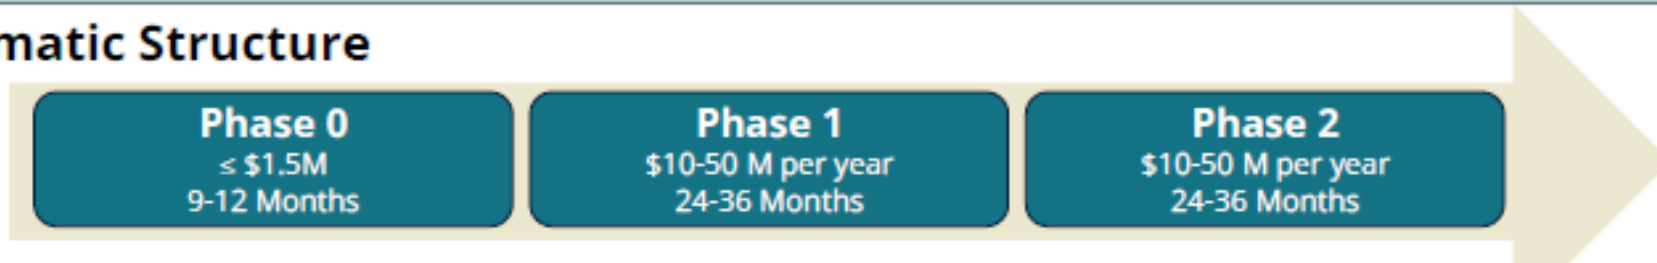 matic Structure
Phase 0
≤ $1.5M
9-12 Months
Phase 1
$10-50 M per year
24-36 Months
Phase 2
$10-50 M per year
24-36 Months